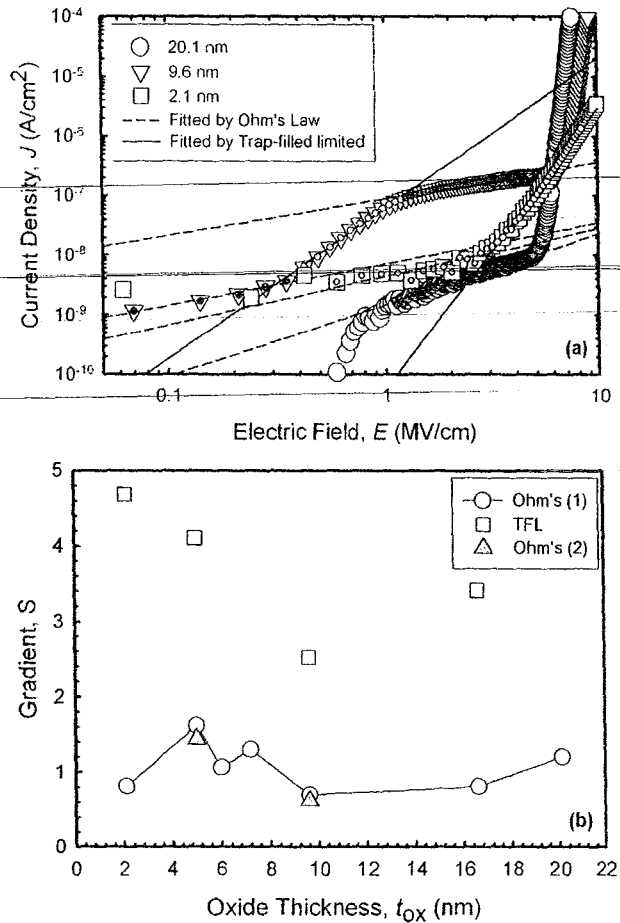 10-4
10-5
10-6
10-7
10-8
10-9
10-10
Current Density, J (A/cm2)
20.1 nm
9.6 nm
2.1 nm
Fitted by Ohm's Law
Fitted by Trap-filled limited
(a)
0.1 1 10
Electric Field, E (MV/cm)
5
4
3
2
1
0
Gradient, S
Ohm's (1)
TFL
Ohm's (2)
(b)
0 2 4 6 8 10 12 14 16 18 20 22
Oxide Thickness, tox (nm)